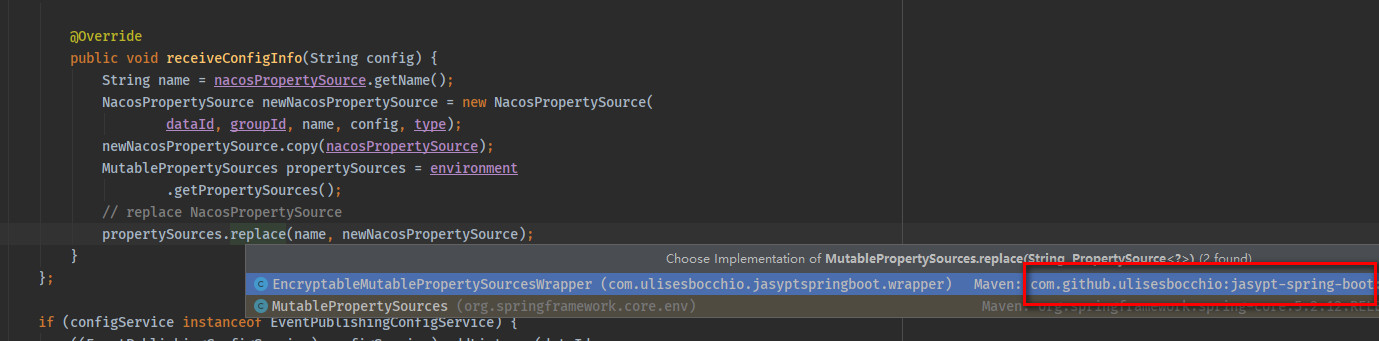 @Override
public void receiveConfigInfo(String config) {
String name = nacosPropertySource.getName();
NacosPropertySource newNacosPropertySource = new NacosPropertySource(
dataId, groupId, name, config, type);
newNacosPropertySource.copy(nacosPropertySource);
MutablePropertySources propertySources = environment
.getPropertySources();
// replace NacosPropertySource
propertySources.replace(name, newNacosPropertySource);
}
Choose Implementation of MutablePropertySources.replace(String, PropertySource<?>) (2 found)
};
EncryptableMutablePropertySourcesWrapper (com.ulisesbocchio.jasyptspringboot.wrapper) Maven: com.github.ulisesbocchio:jasypt-spring-boot:
MutablePropertySources (org.springframework.core.env) Maven: org.springframework:spring-core:5.2.12.REL
if (configService instanceof EventPublishingConfigService) {